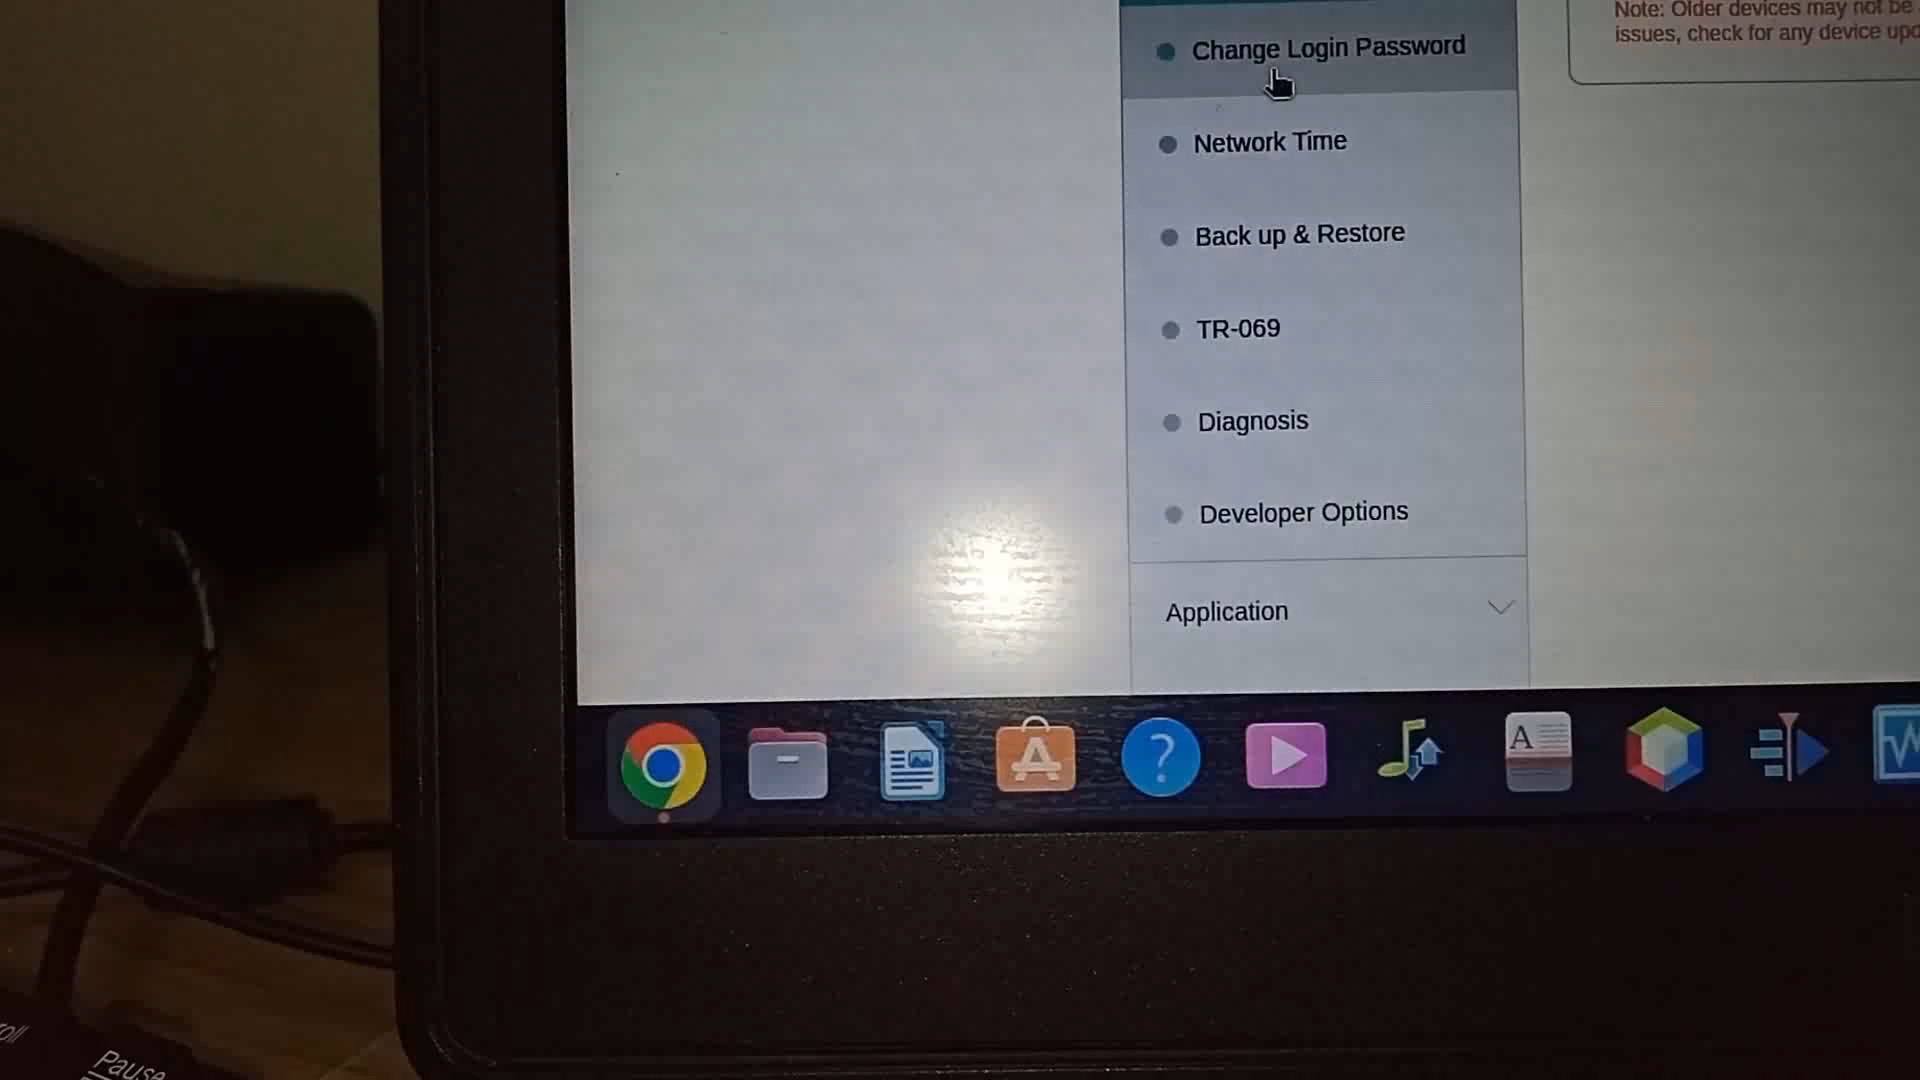 Note: Older devices may not be
issues, check for any device upd
Change Login Password
Network Time
Back up & Restore
TR-069
Diagnosis
Developer Options
Application
A
?
A
Pause